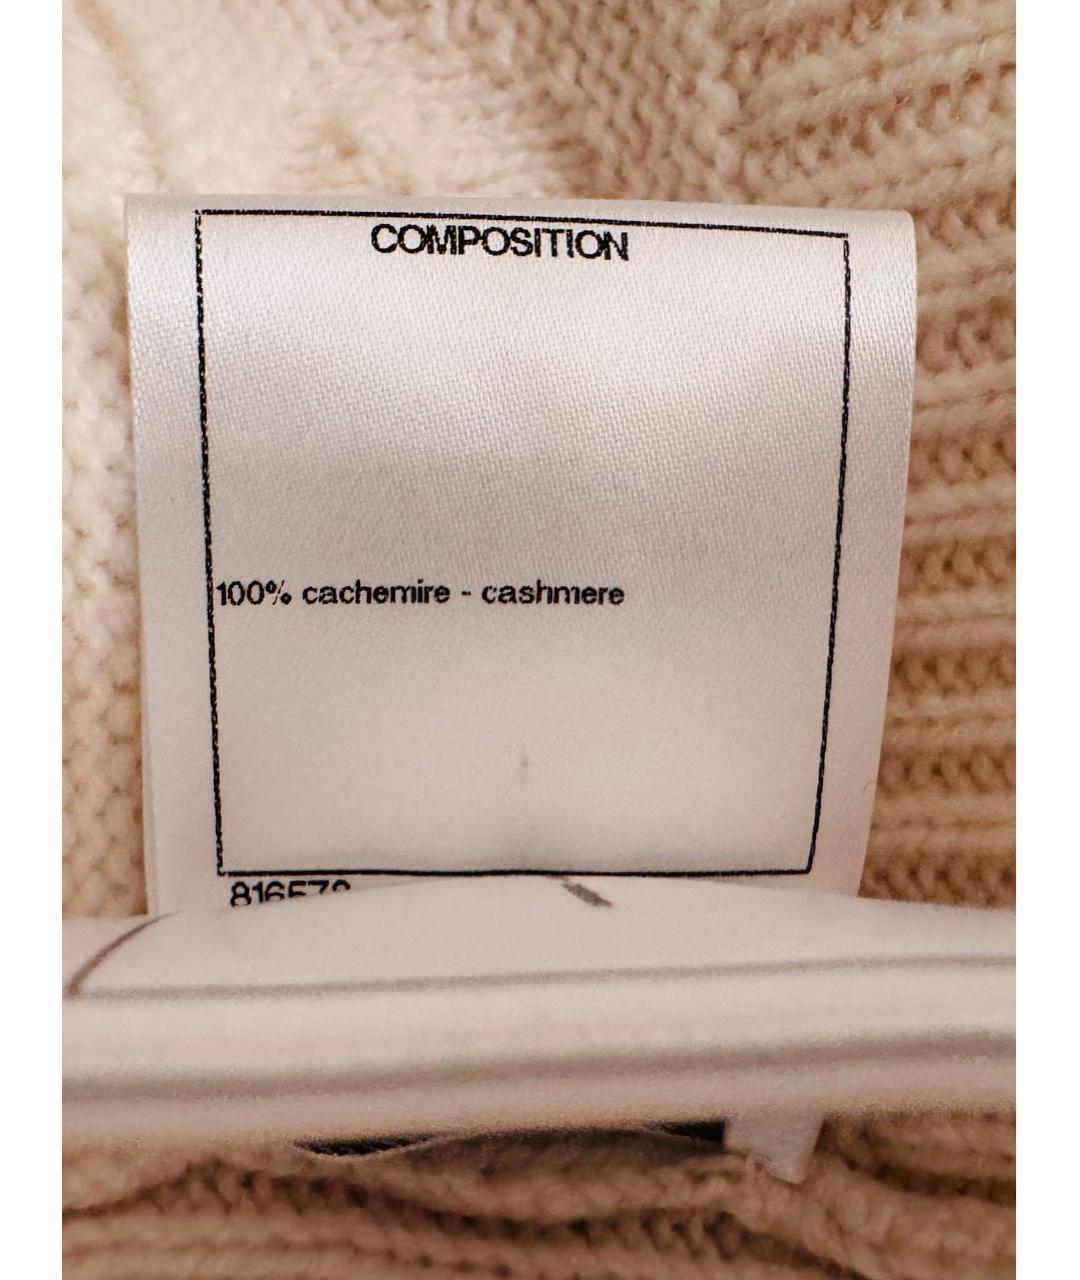 COMPOSITION
100% cachemire - cashmere